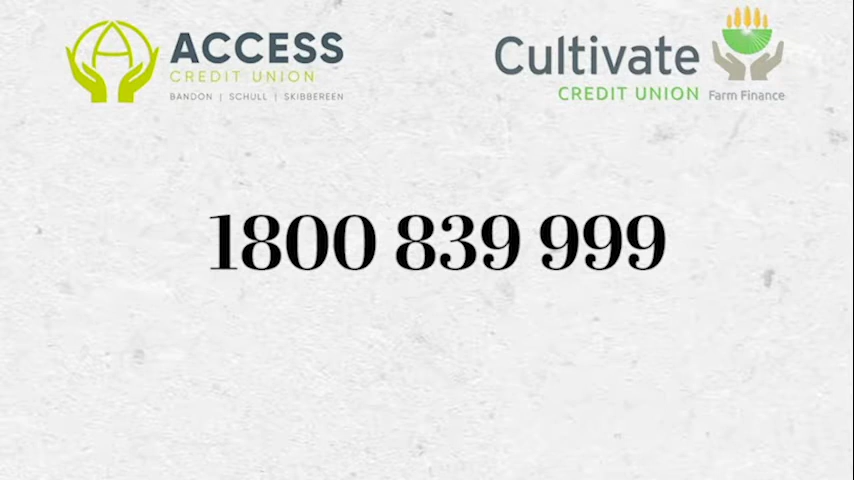 ACCESS
CREDIT UNION
BANDON | SCHULL | SKIBBEREEN
Cultivate
CREDIT UNION Farm Finance
1800 839 999